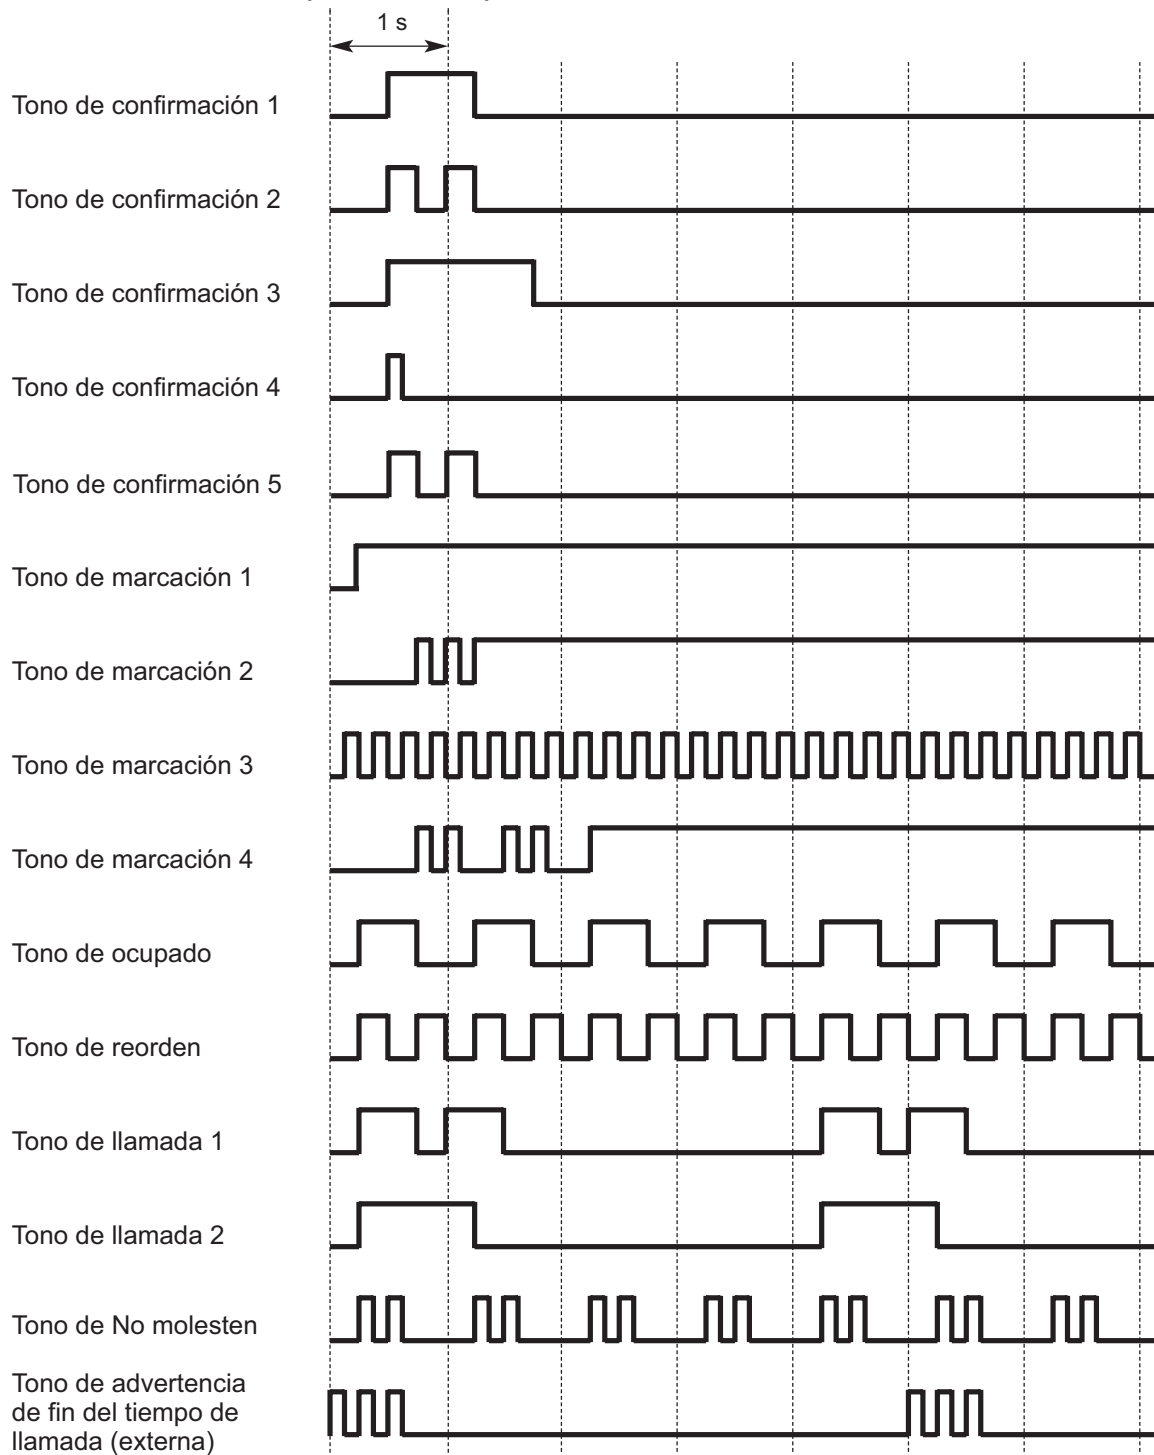 1 s
Tono de confirmación 1
Tono de confirmación 2
Tono de confirmación 3
Tono de confirmación 4
Tono de confirmación 5
Tono de marcación 1
Tono de marcación 2
Tono de marcación 3
Tono de marcación 4
Tono de ocupado
Tono de reorden
Tono de llamada 1
Tono de llamada 2
Tono de No molesten
Tono de advertencia
de fin del tiempo de
llamada (externa)